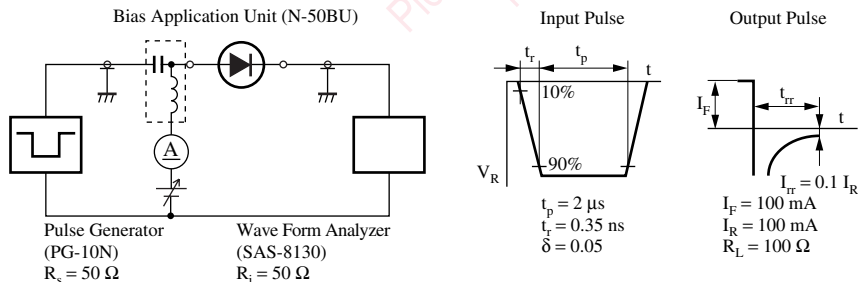 Bias Application Unit (N-50BU)
A
Pulse Generator
(PG-10N)
R_s = 50 Ω
Wave Form Analyzer
(SAS-8130)
R_i = 50 Ω
Input Pulse
t_r
t_p
t
10%
90%
V_R
t_p = 2 μs
t_r = 0.35 ns
δ = 0.05
Output Pulse
I_F
t_rr
t
I_rr = 0.1 I_R
I_F = 100 mA
I_R = 100 mA
R_L = 100 Ω